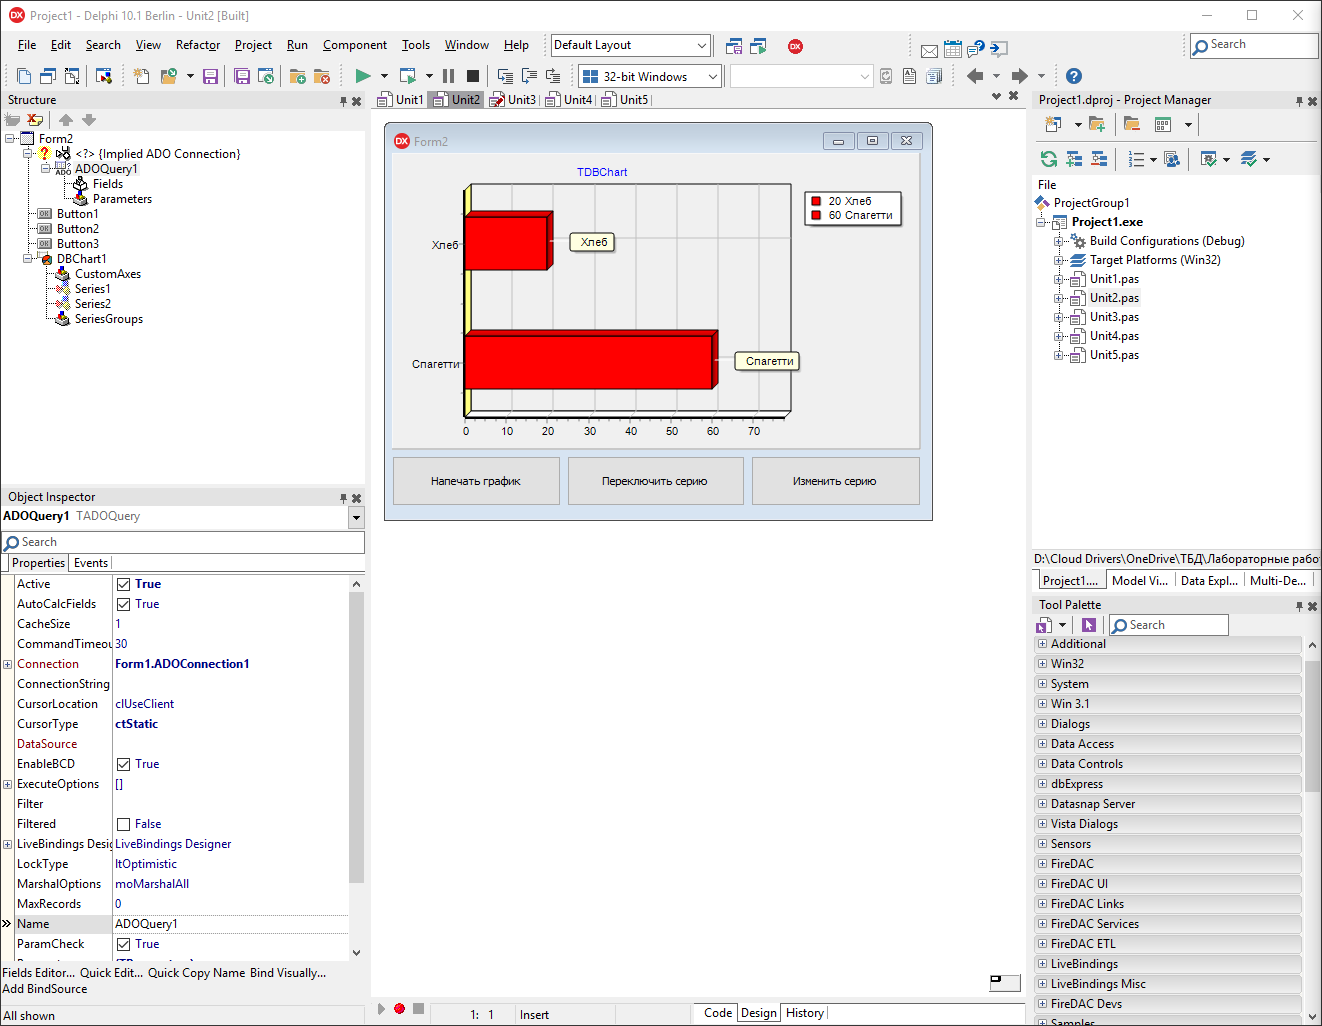 Project1 - Delphi 10.1 Berlin - Unit2 [Built]
File Edit Search View Refactor Project Run Component Tools Window Help
Default Layout
Search
32-bit Windows
Structure
Form2
<?> {Implied ADO Connection}
ADOQuery1
Fields
Parameters
Button1
Button2
Button3
DBChart1
CustomAxes
Series1
Series2
SeriesGroups
Object Inspector
ADOQuery1 TADOQuery
Search
Properties Events
Active True
AutoCalcFields True
CacheSize 1
CommandTimeou 30
Connection Form1.ADOConnection1
ConnectionString
CursorLocation clUseClient
CursorType ctStatic
DataSource
EnableBCD True
ExecuteOptions []
Filter
Filtered False
LiveBindings Desig LiveBindings Designer
LockType ltOptimistic
MarshalOptions moMarshalAll
MaxRecords 0
Name ADOQuery1
ParamCheck True
Fields Editor... Quick Edit... Quick Copy Name Bind Visually...
Add BindSource
All shown
Unit1 Unit2 Unit3 Unit4 Unit5
Form2
TDBChart
20 Хлеб
60 Спагетти
Хлеб
Хлеб
Спагетти
Спагетти
0 10 20 30 40 50 60 70
Напечать график Переключить серию Изменить серию
1: 1 Insert
Code Design History
Project1.dproj - Project Manager
File
ProjectGroup1
Project1.exe
Build Configurations (Debug)
Target Platforms (Win32)
Unit1.pas
Unit2.pas
Unit3.pas
Unit4.pas
Unit5.pas
D:\Cloud Drivers\OneDrive\ТБД\Лабораторные рабо
Project1.... Model Vi... Data Expl... Multi-De...
Tool Palette
Search
Additional
Win32
System
Win 3.1
Dialogs
Data Access
Data Controls
dbExpress
Datasnap Server
Vista Dialogs
Sensors
FireDAC
FireDAC UI
FireDAC Links
FireDAC Services
FireDAC ETL
LiveBindings
LiveBindings Misc
FireDAC Devs
Samples